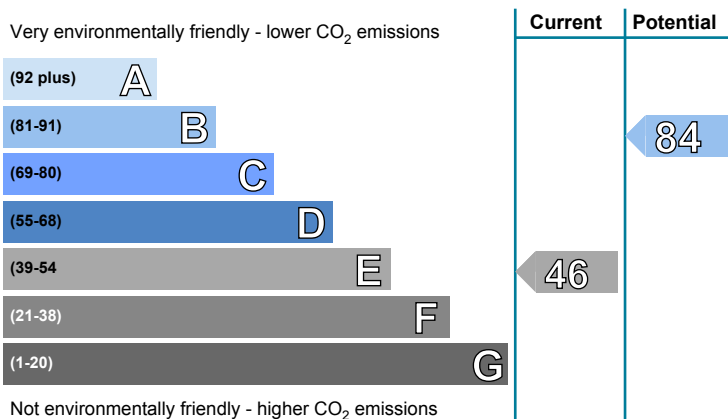 Very environmentally friendly - lower CO2 emissions
Current
Potential
(92 plus) A
(81-91) B
84
(69-80) C
(55-68) D
(39-54 E
46
(21-38) F
(1-20) G
Not environmentally friendly - higher CO2 emissions